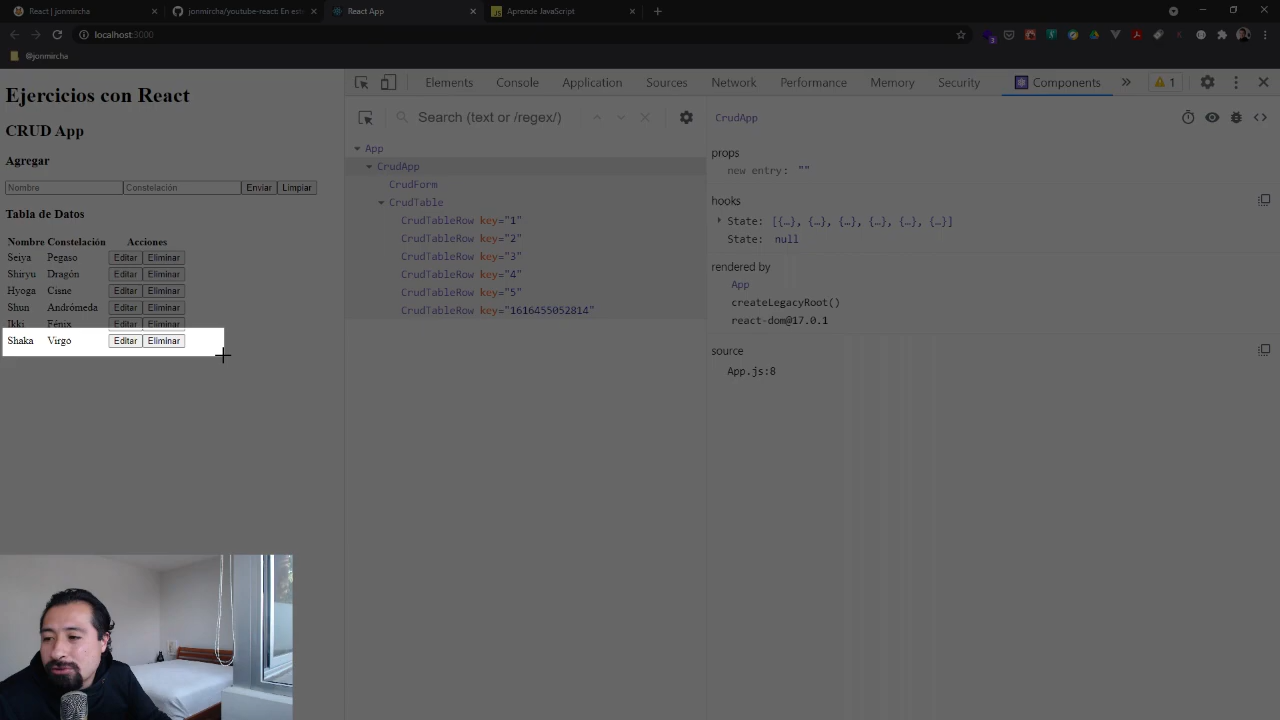 React | jonmircha
jonmircha/youtube-react: En este
React App
Aprende JavaScript
localhost:3000
@jonmircha
Ejercicios con React
CRUD App
Agregar
Nombre Constelación Enviar Limpiar
Tabla de Datos
Nombre Constelación Acciones
Seiya Pegaso Editar Eliminar
Shiryu Dragón Editar Eliminar
Hyoga Cisne Editar Eliminar
Shun Andrómeda Editar Eliminar
Ikki Fénix Editar Eliminar
Shaka Virgo Editar Eliminar
Elements Console Application Sources Network Performance Memory Security Components » 1
Search (text or /regex/)
App
CrudApp
CrudForm
CrudTable
CrudTableRow key="1"
CrudTableRow key="2"
CrudTableRow key="3"
CrudTableRow key="4"
CrudTableRow key="5"
CrudTableRow key="1616455052814"
CrudApp
props
new entry: ""
hooks
State: [{…}, {…}, {…}, {…}, {…}, {…}]
State: null
rendered by
App
createLegacyRoot()
react-dom@17.0.1
source
App.js:8